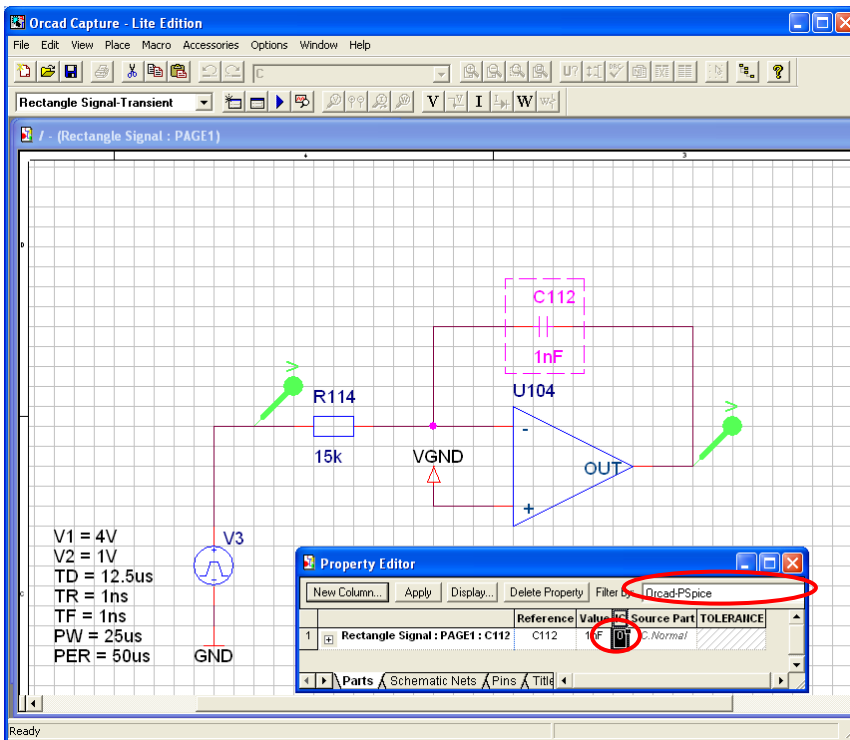 Orcad Capture - Lite Edition
File Edit View Place Macro Accessories Options Window Help
C
U?
Rectangle Signal-Transient
V I W
/ - (Rectangle Signal : PAGE1)
4 3
D
C112
1nF
R114
U104
15k
VGND
-
OUT
+
V1 = 4V
V2 = 1V
TD = 12.5us
TR = 1ns
TF = 1ns
PW = 25us
PER = 50us
V3
GND
C
Property Editor
New Column... Apply Display... Delete Property Filter by: Orcad-PSpice
Reference Value IC Source Part TOLERANCE
1 Rectangle Signal : PAGE1 : C112 C112 1nF 0 C.Normal
Parts Schematic Nets Pins Title
Ready